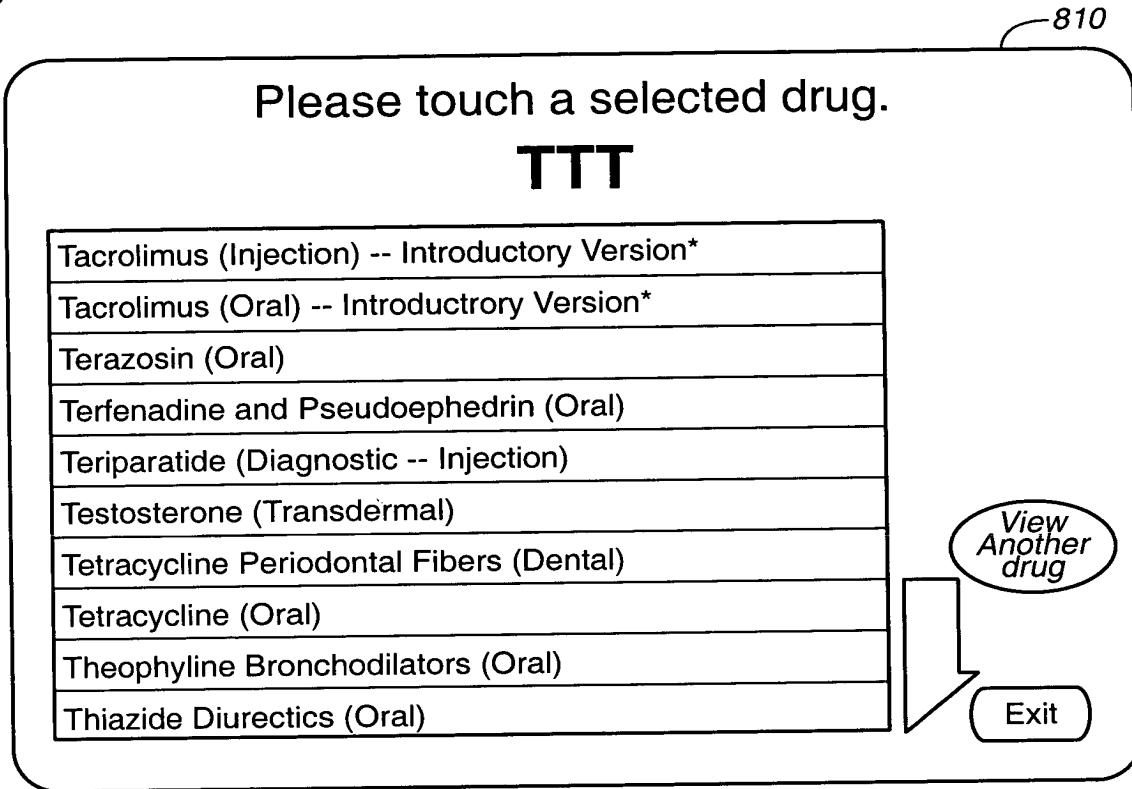 810
Please touch a selected drug.
TTT
Tacrolimus (Injection) -- Introductory Version*
Tacrolimus (Oral) -- Introductrory Version*
Terazosin (Oral)
Terfenadine and Pseudoephedrin (Oral)
Teriparatide (Diagnostic -- Injection)
Testosterone (Transdermal)
Tetracycline Periodontal Fibers (Dental)
Tetracycline (Oral)
Theophyline Bronchodilators (Oral)
Thiazide Diurectics (Oral)
View
Another
drug
Exit